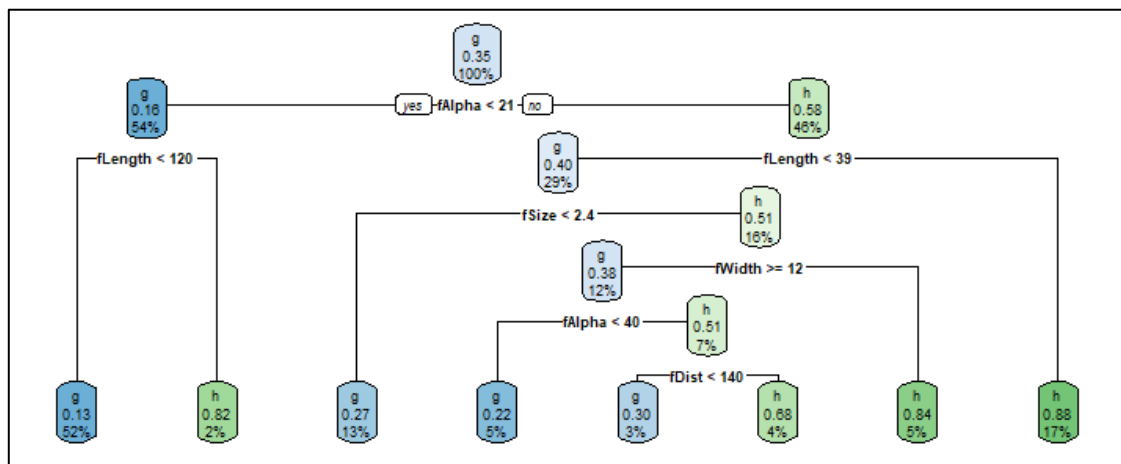 g
0.35
100%
yes fAlpha < 21 no
g
0.16
54%
h
0.58
46%
fLength < 120
g
0.40
29%
fLength < 39
fSize < 2.4
h
0.51
16%
g
0.38
12%
fWidth >= 12
fAlpha < 40
h
0.51
7%
fDist < 140
g
0.13
52%
h
0.82
2%
g
0.27
13%
g
0.22
5%
g
0.30
3%
h
0.68
4%
h
0.84
5%
h
0.88
17%